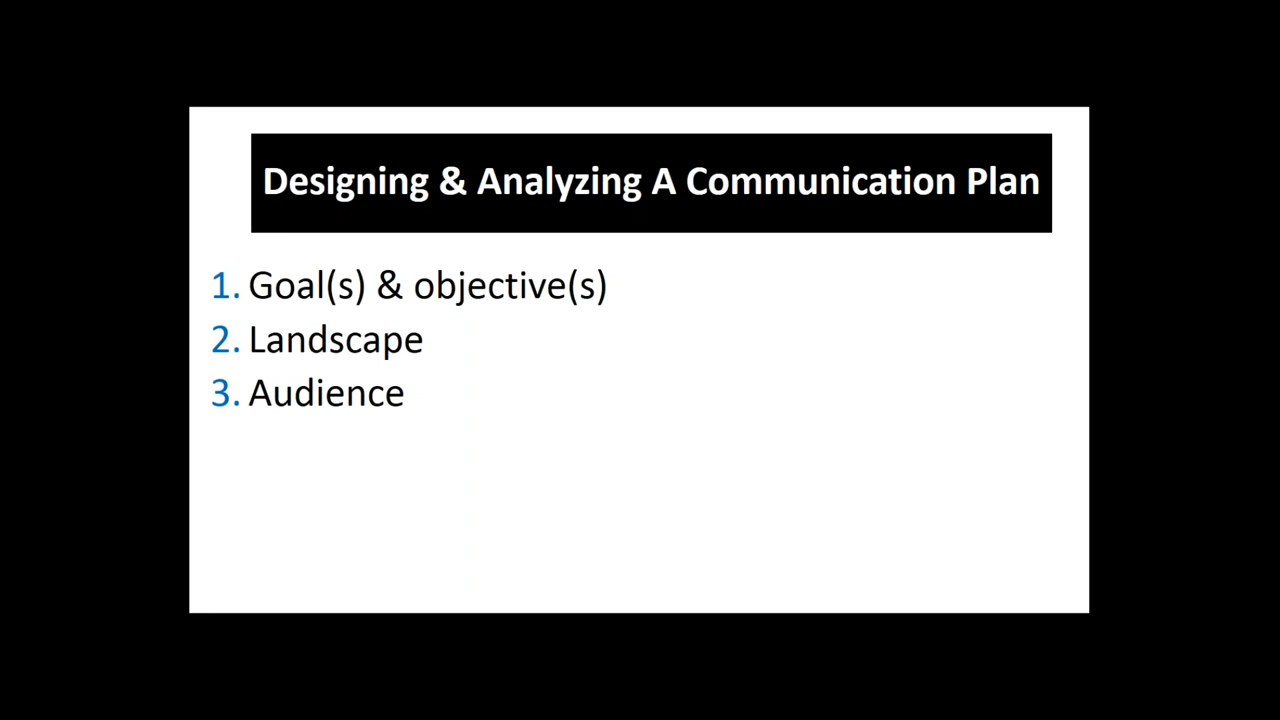 Designing & Analyzing A Communication Plan
1. Goal(s) & objective(s)
2. Landscape
3. Audience